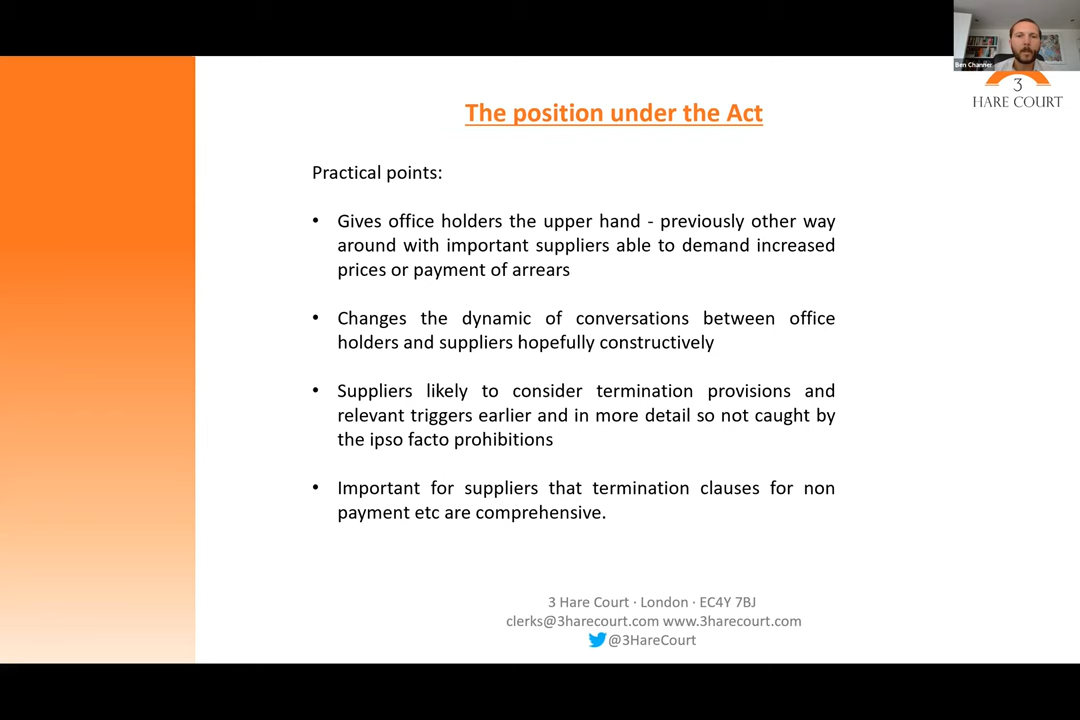 Ben Channer
3
HARE COURT
The position under the Act
Practical points:
• Gives office holders the upper hand - previously other way
around with important suppliers able to demand increased
prices or payment of arrears
• Changes the dynamic of conversations between office
holders and suppliers hopefully constructively
• Suppliers likely to consider termination provisions and
relevant triggers earlier and in more detail so not caught by
the ipso facto prohibitions
• Important for suppliers that termination clauses for non
payment etc are comprehensive.
3 Hare Court · London · EC4Y 7BJ
clerks@3harecourt.com www.3harecourt.com
@3HareCourt